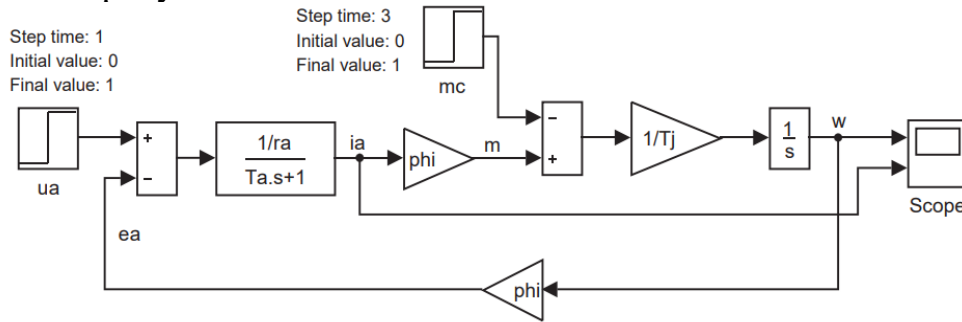 Step time: 1
Initial value: 0
Final value: 1
ua
Step time: 3
Initial value: 0
Final value: 1
mc
+
−
1/ra
Ta.s+1
ia
phi
m
−
+
1/Tj
1
s
w
Scope
ea
phi